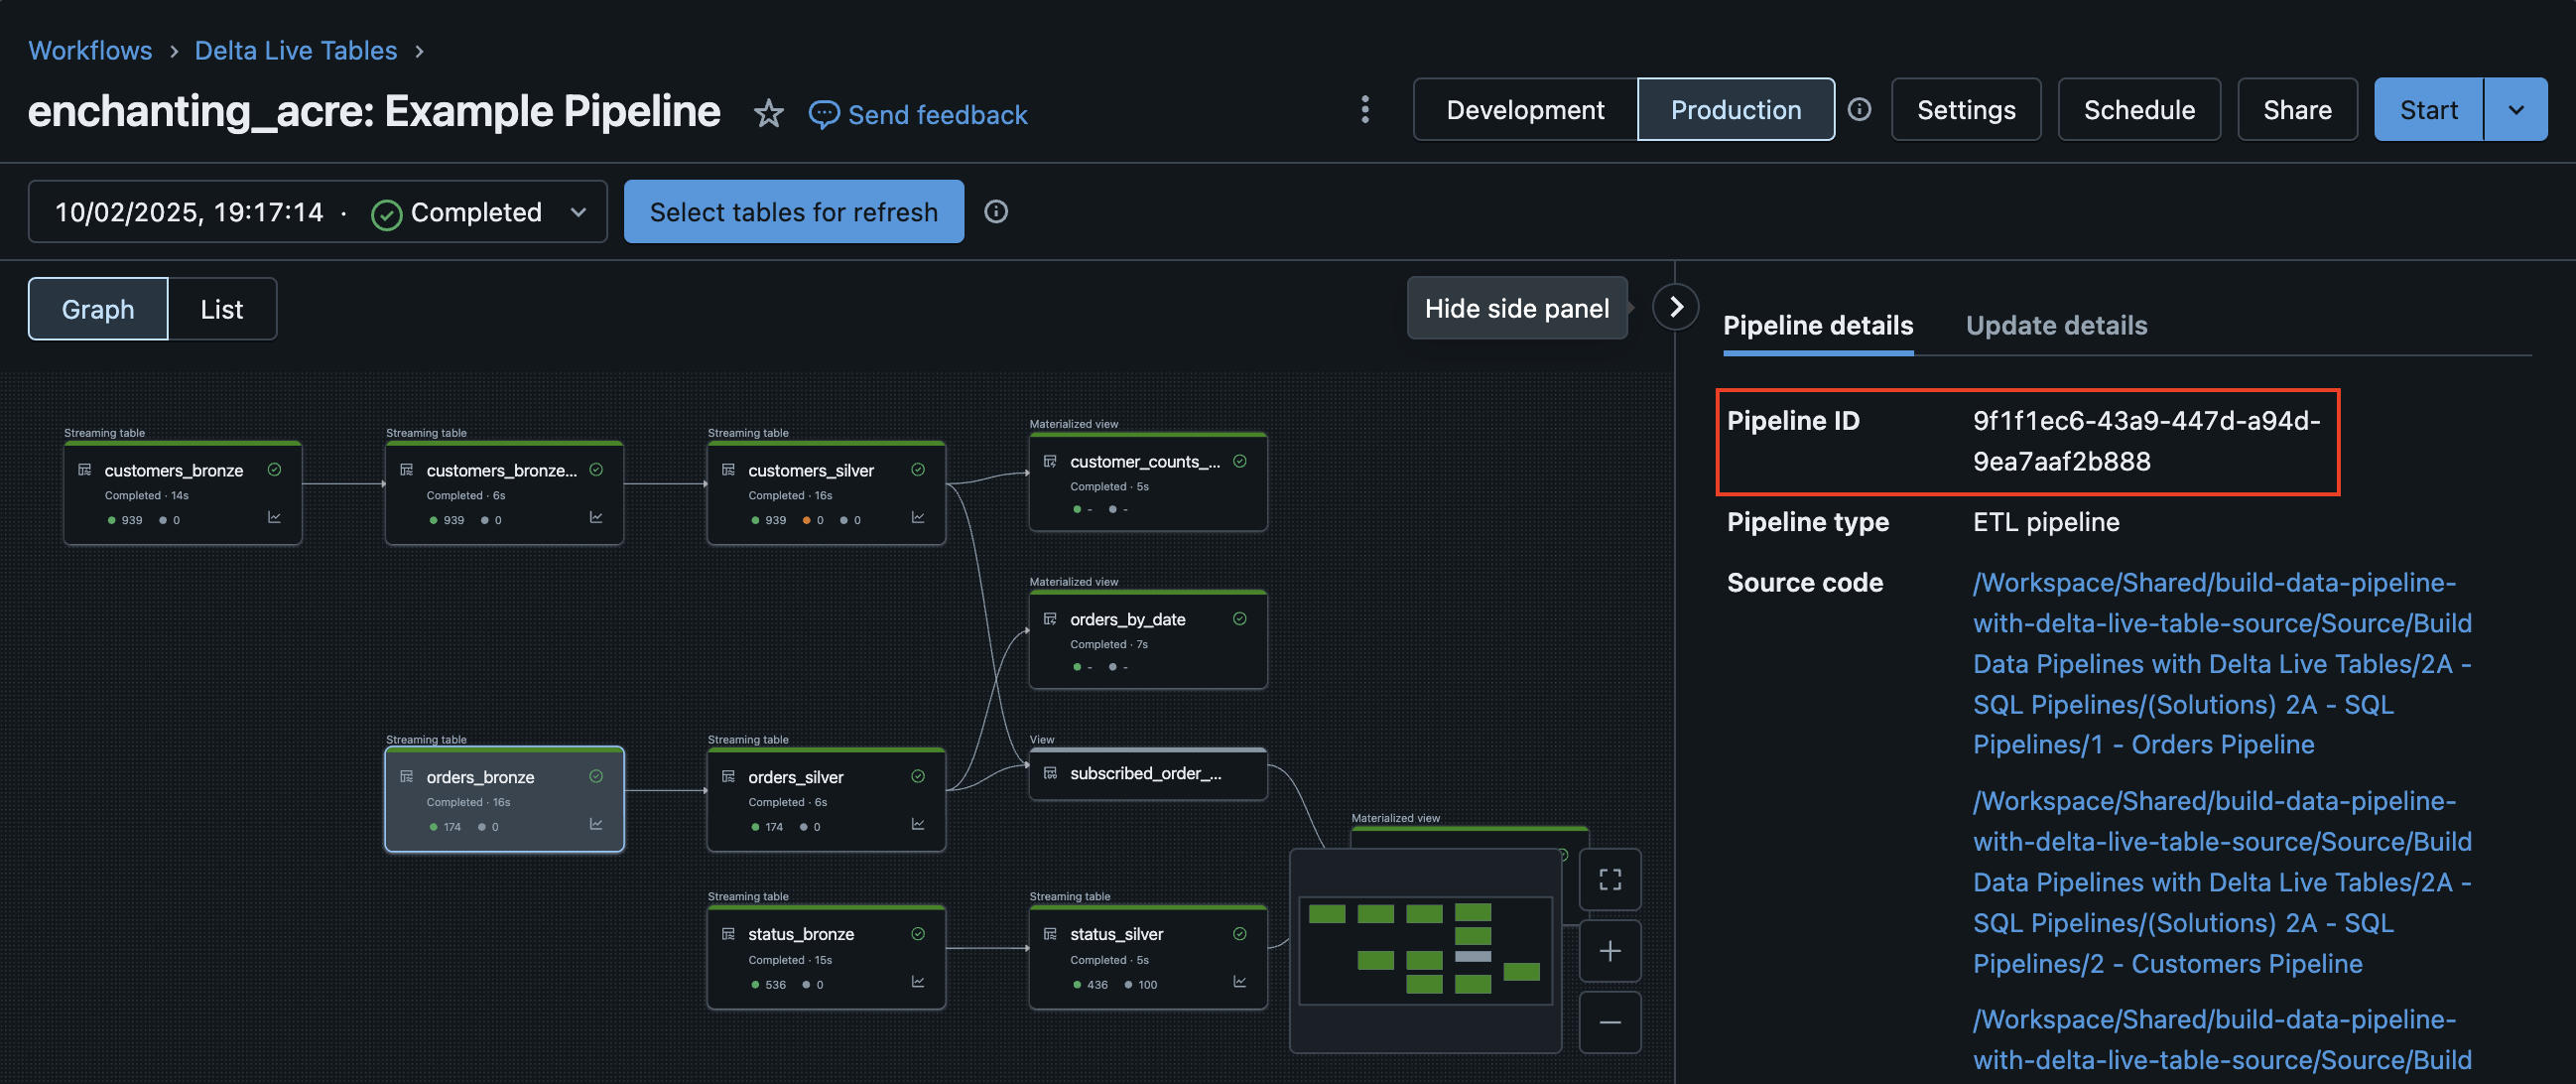 Workflows > Delta Live Tables >
enchanting_acre: Example Pipeline
Send feedback
Development
Production
Settings
Schedule
Share
Start
10/02/2025, 19:17:14 · Completed
Select tables for refresh
Graph
List
Hide side panel
Streaming table
customers_bronze
Completed · 14s
939 0
Streaming table
customers_bronze...
Completed · 6s
939 0
Streaming table
customers_silver
Completed · 16s
939 0 0
Materialized view
customer_counts_...
Completed · 5s
- -
Materialized view
orders_by_date
Completed · 7s
- -
Streaming table
orders_bronze
Completed · 16s
174 0
Streaming table
orders_silver
Completed · 6s
174 0
View
subscribed_order_...
Materialized view
Streaming table
status_bronze
Completed · 15s
536 0
Streaming table
status_silver
Completed · 5s
436 100
Pipeline details
Update details
Pipeline ID
9f1f1ec6-43a9-447d-a94d-
9ea7aaf2b888
Pipeline type
ETL pipeline
Source code
/Workspace/Shared/build-data-pipeline-
with-delta-live-table-source/Source/Build
Data Pipelines with Delta Live Tables/2A -
SQL Pipelines/(Solutions) 2A - SQL
Pipelines/1 - Orders Pipeline
/Workspace/Shared/build-data-pipeline-
with-delta-live-table-source/Source/Build
Data Pipelines with Delta Live Tables/2A -
SQL Pipelines/(Solutions) 2A - SQL
Pipelines/2 - Customers Pipeline
/Workspace/Shared/build-data-pipeline-
with-delta-live-table-source/Source/Build